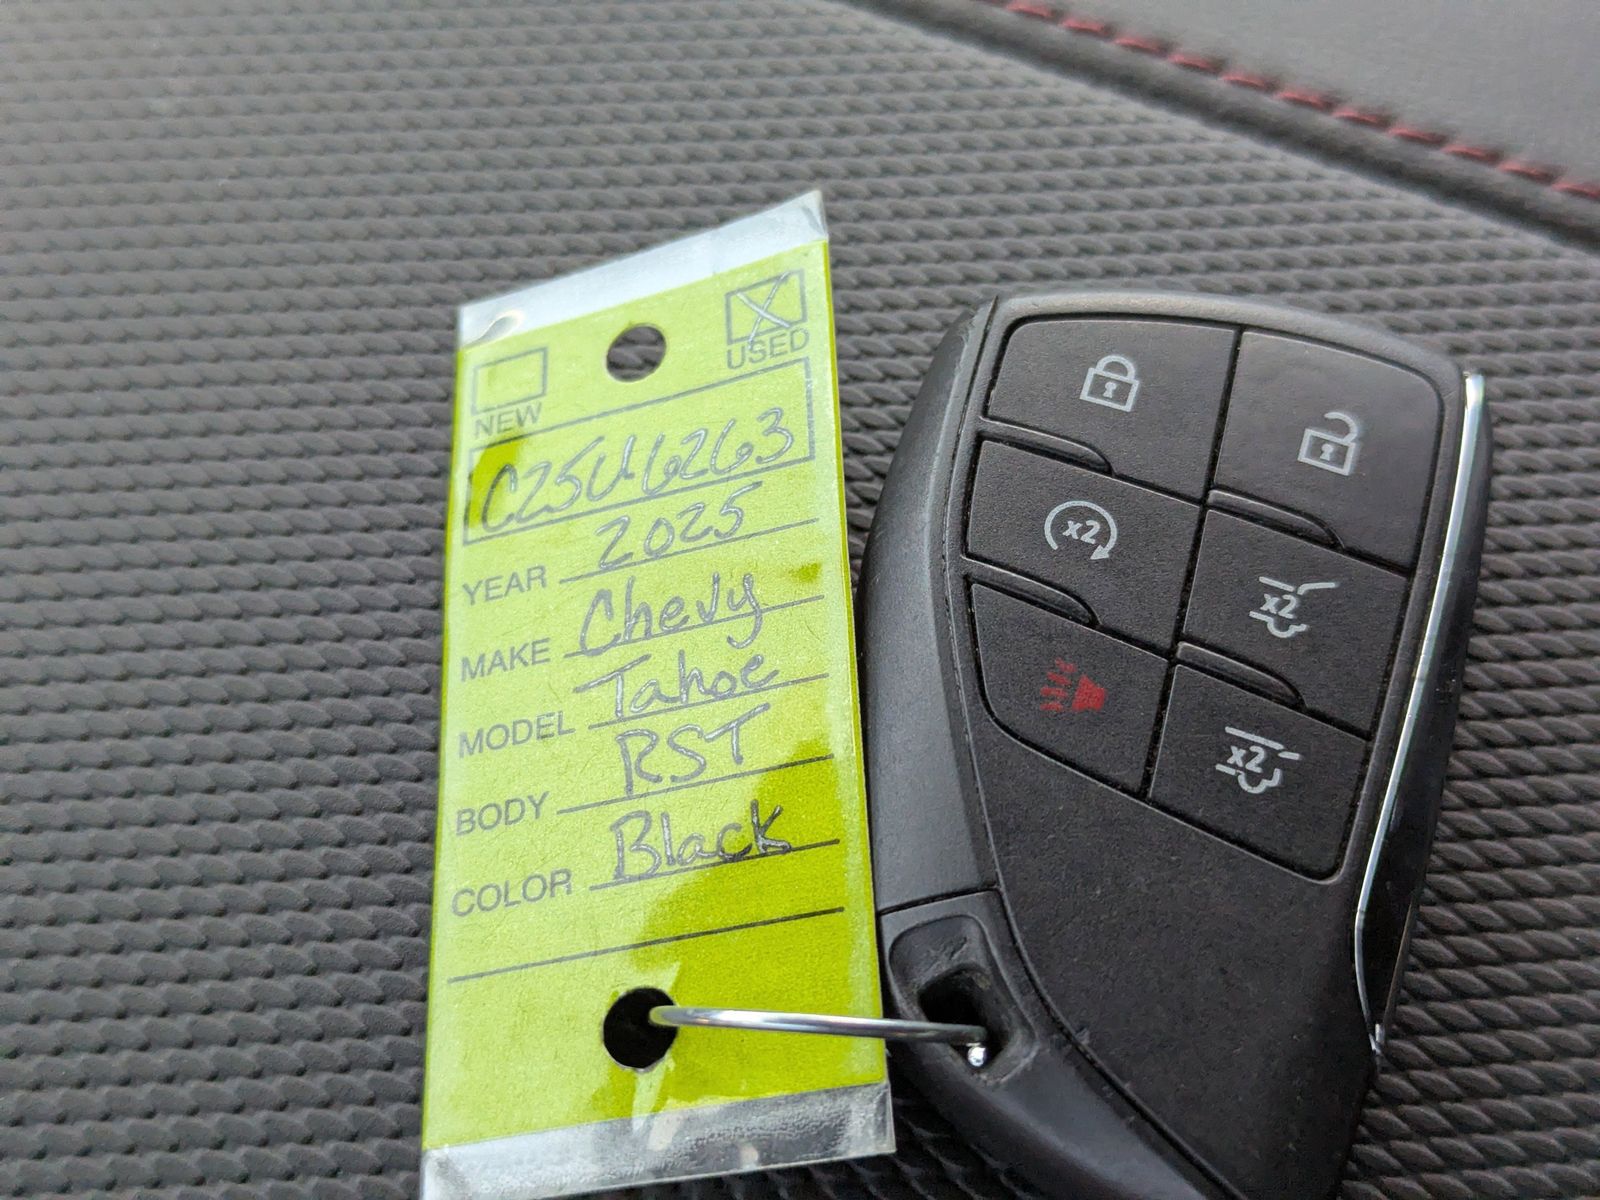 USED
NEW
C25U6263
YEAR 2025
MAKE Chevy
MODEL Tahoe
BODY RST
COLOR Black
x2
x2
x2